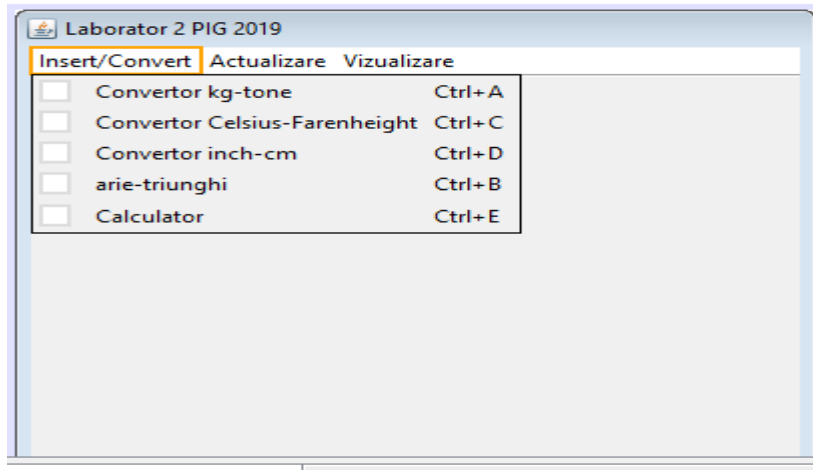 Laborator 2 PIG 2019
Insert/Convert Actualizare Vizualizare
Convertor kg-tone Ctrl+A
Convertor Celsius-Farenheight Ctrl+C
Convertor inch-cm Ctrl+D
arie-triunghi Ctrl+B
Calculator Ctrl+E